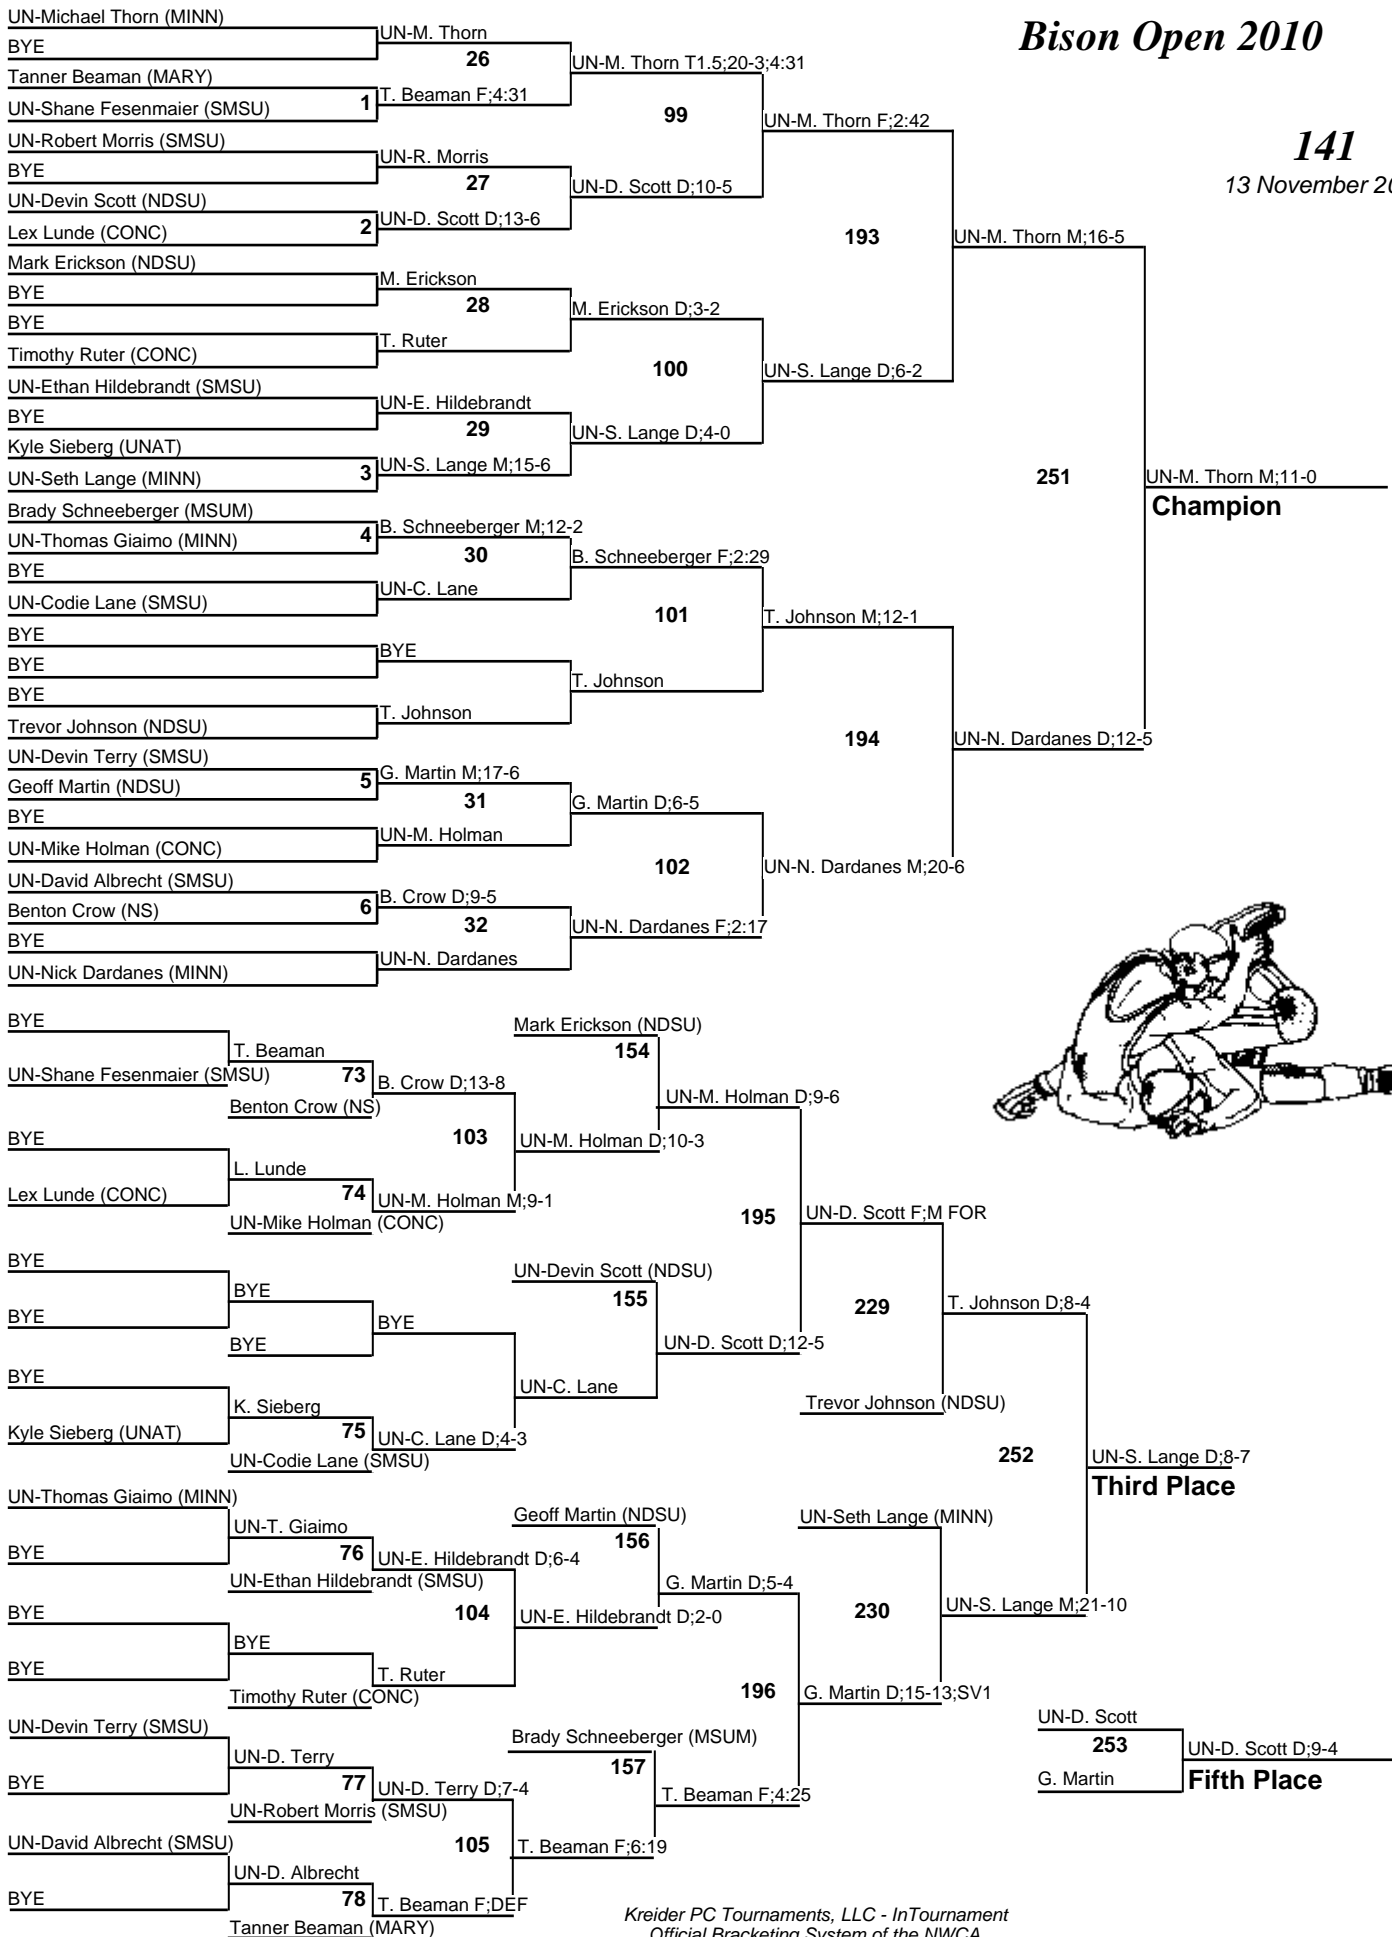 Bison Open 2010
141
13 November 20
UN-Michael Thorn (MINN)
BYE
Tanner Beaman (MARY)
UN-Shane Fesenmaier (SMSU)
UN-Robert Morris (SMSU)
BYE
UN-Devin Scott (NDSU)
Lex Lunde (CONC)
Mark Erickson (NDSU)
BYE
BYE
Timothy Ruter (CONC)
UN-Ethan Hildebrandt (SMSU)
BYE
Kyle Sieberg (UNAT)
UN-Seth Lange (MINN)
Brady Schneeberger (MSUM)
UN-Thomas Giaimo (MINN)
BYE
UN-Codie Lane (SMSU)
BYE
BYE
BYE
Trevor Johnson (NDSU)
UN-Devin Terry (SMSU)
Geoff Martin (NDSU)
BYE
UN-Mike Holman (CONC)
UN-David Albrecht (SMSU)
Benton Crow (NS)
BYE
UN-Nick Dardanes (MINN)
1
2
3
4
5
6
UN-M. Thorn
26
T. Beaman F;4:31
UN-R. Morris
27
UN-D. Scott D;13-6
M. Erickson
28
T. Ruter
UN-E. Hildebrandt
29
UN-S. Lange M;15-6
B. Schneeberger M;12-2
30
UN-C. Lane
BYE
T. Johnson
G. Martin M;17-6
31
UN-M. Holman
B. Crow D;9-5
32
UN-N. Dardanes
UN-M. Thorn T1.5;20-3;4:31
99
UN-D. Scott D;10-5
M. Erickson D;3-2
100
UN-S. Lange D;4-0
B. Schneeberger F;2:29
101
T. Johnson
G. Martin D;6-5
102
UN-N. Dardanes F;2:17
UN-M. Thorn F;2:42
193
UN-S. Lange D;6-2
T. Johnson M;12-1
194
UN-N. Dardanes M;20-6
UN-M. Thorn M;16-5
251
UN-N. Dardanes D;12-5
UN-M. Thorn M;11-0
Champion
BYE
UN-Shane Fesenmaier (SMSU)
BYE
Lex Lunde (CONC)
BYE
BYE
BYE
Kyle Sieberg (UNAT)
UN-Thomas Giaimo (MINN)
BYE
BYE
BYE
UN-Devin Terry (SMSU)
BYE
UN-David Albrecht (SMSU)
BYE
T. Beaman
73
Benton Crow (NS)
L. Lunde
74
UN-Mike Holman (CONC)
BYE
BYE
K. Sieberg
75
UN-Codie Lane (SMSU)
UN-T. Giaimo
76
UN-Ethan Hildebrandt (SMSU)
BYE
Timothy Ruter (CONC)
UN-D. Terry
77
UN-Robert Morris (SMSU)
UN-D. Albrecht
78
Tanner Beaman (MARY)
B. Crow D;13-8
103
UN-M. Holman M;9-1
BYE
UN-C. Lane D;4-3
UN-E. Hildebrandt D;6-4
104
T. Ruter
UN-D. Terry D;7-4
105
T. Beaman F;DEF
Mark Erickson (NDSU)
154
UN-M. Holman D;10-3
UN-Devin Scott (NDSU)
155
UN-C. Lane
Geoff Martin (NDSU)
156
UN-E. Hildebrandt D;2-0
Brady Schneeberger (MSUM)
157
T. Beaman F;6:19
UN-M. Holman D;9-6
195
UN-D. Scott D;12-5
G. Martin D;5-4
196
T. Beaman F;4:25
UN-D. Scott F;M FOR
229
Trevor Johnson (NDSU)
UN-Seth Lange (MINN)
230
G. Martin D;15-13;SV1
T. Johnson D;8-4
252
UN-S. Lange M;21-10
UN-S. Lange D;8-7
Third Place
UN-D. Scott
253
G. Martin
UN-D. Scott D;9-4
Fifth Place
Kreider PC Tournaments, LLC - InTournament
Official Bracketing System of the NWCA